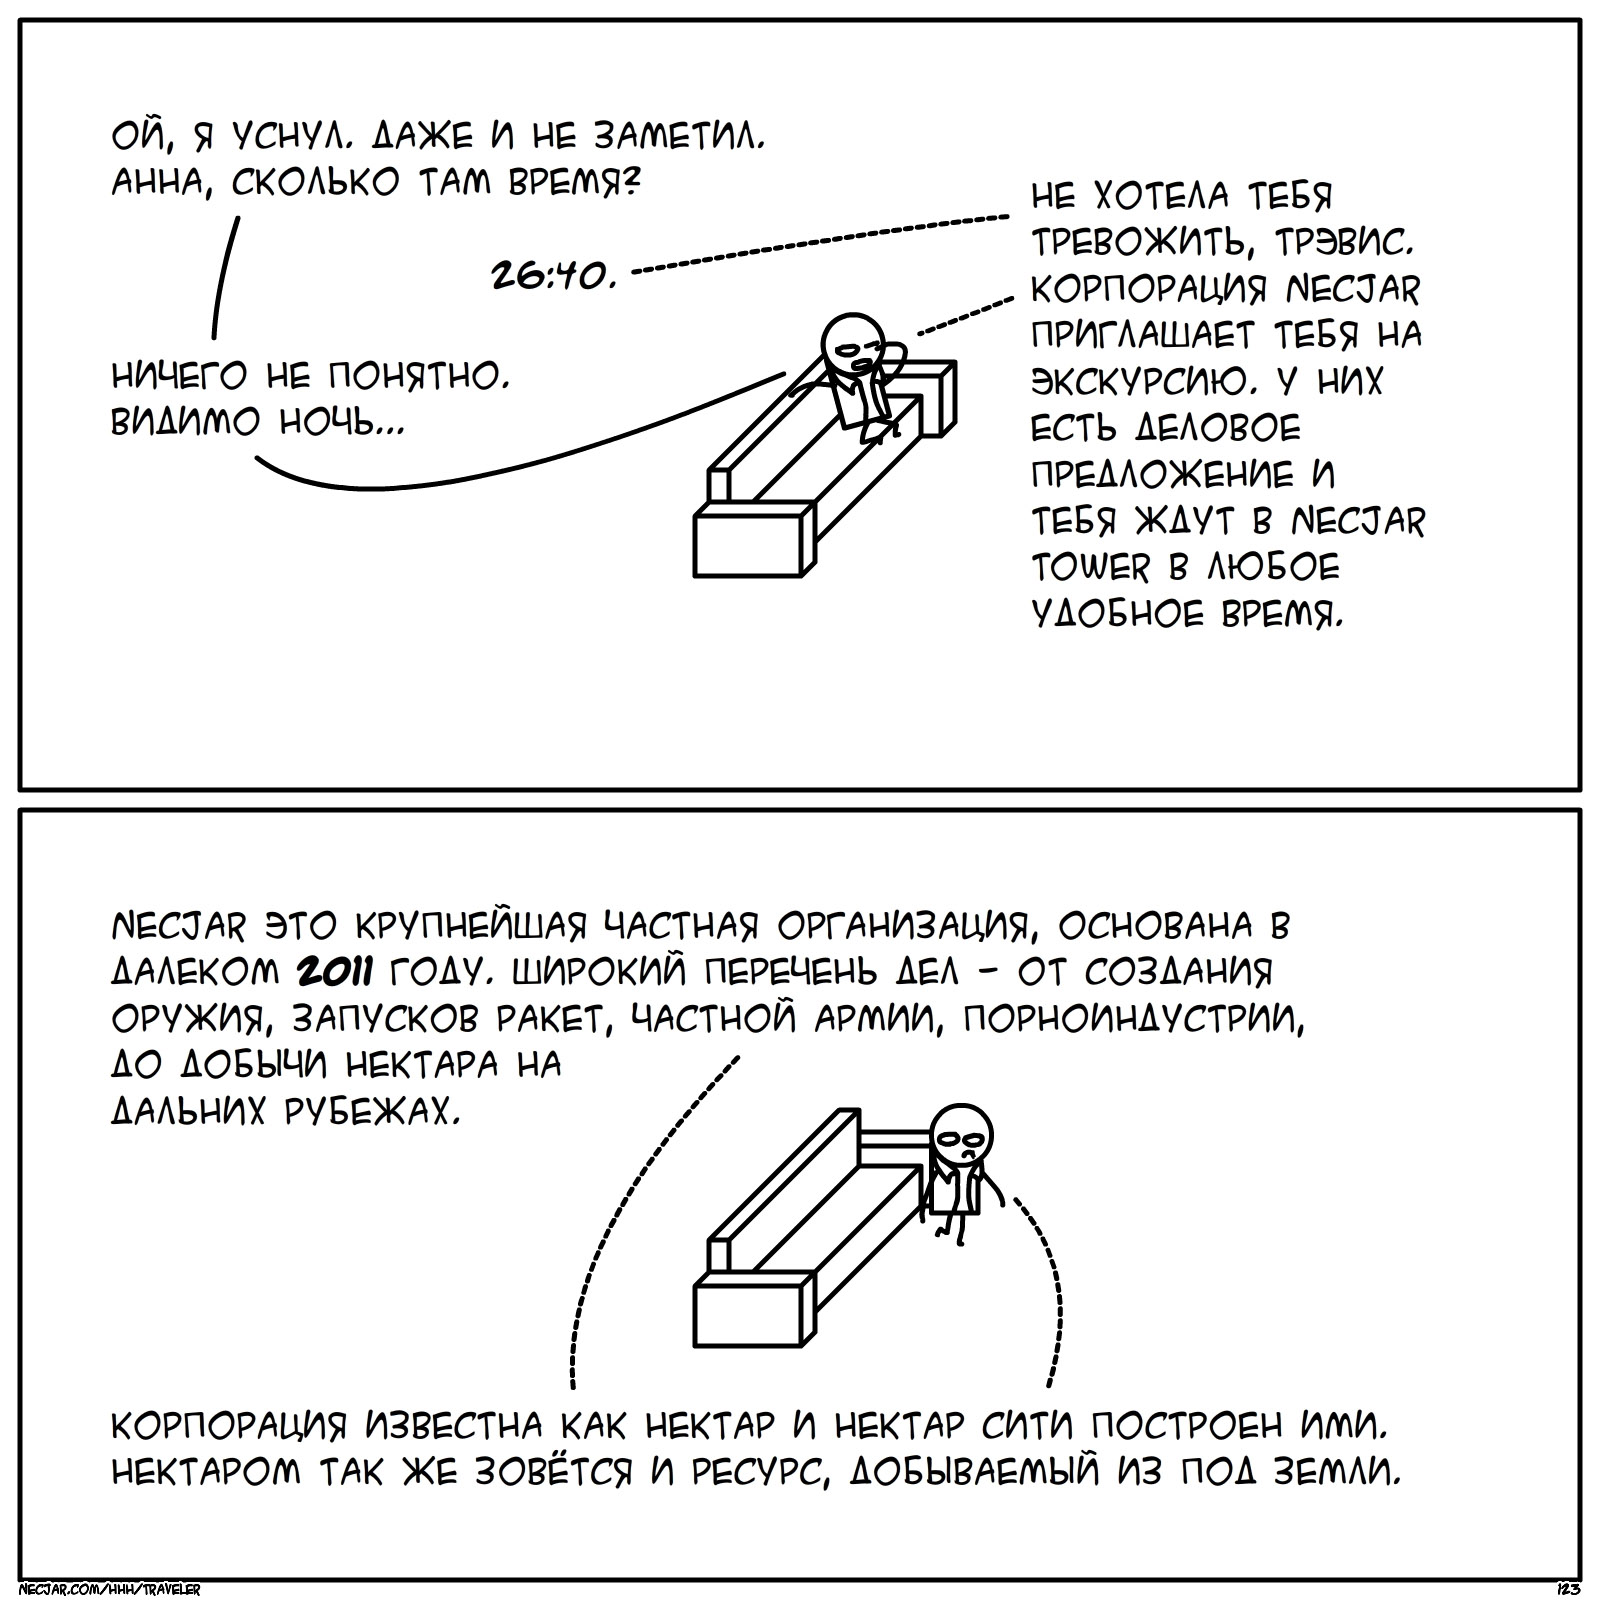 ОЙ, Я УСНУЛ. ДАЖЕ И НЕ ЗАМЕТИЛ.
АННА, СКОЛЬКО ТАМ ВРЕМЯ?
26:40.
НИЧЕГО НЕ ПОНЯТНО.
ВИДИМО НОЧЬ...
НЕ ХОТЕЛА ТЕБЯ
ТРЕВОЖИТЬ, ТРЭВИС.
КОРПОРАЦИЯ NECJAR
ПРИГЛАШАЕТ ТЕБЯ НА
ЭКСКУРСИЮ. У НИХ
ЕСТЬ ДЕЛОВОЕ
ПРЕДЛОЖЕНИЕ И
ТЕБЯ ЖДУТ В NECJAR
TOWER В ЛЮБОЕ
УДОБНОЕ ВРЕМЯ.
NECJAR ЭТО КРУПНЕЙШАЯ ЧАСТНАЯ ОРГАНИЗАЦИЯ, ОСНОВАНА В
ДАЛЕКОМ 2011 ГОДУ. ШИРОКИЙ ПЕРЕЧЕНЬ ДЕЛ - ОТ СОЗДАНИЯ
ОРУЖИЯ, ЗАПУСКОВ РАКЕТ, ЧАСТНОЙ АРМИИ, ПОРНОИНДУСТРИИ,
ДО ДОБЫЧИ НЕКТАРА НА
ДАЛЬНИХ РУБЕЖАХ.
КОРПОРАЦИЯ ИЗВЕСТНА КАК НЕКТАР И НЕКТАР СИТИ ПОСТРОЕН ИМИ.
НЕКТАРОМ ТАК ЖЕ ЗОВЁТСЯ И РЕСУРС, ДОБЫВАЕМЫЙ ИЗ ПОД ЗЕМЛИ.
NECJAR.COM/HHH/TRAVELER
123